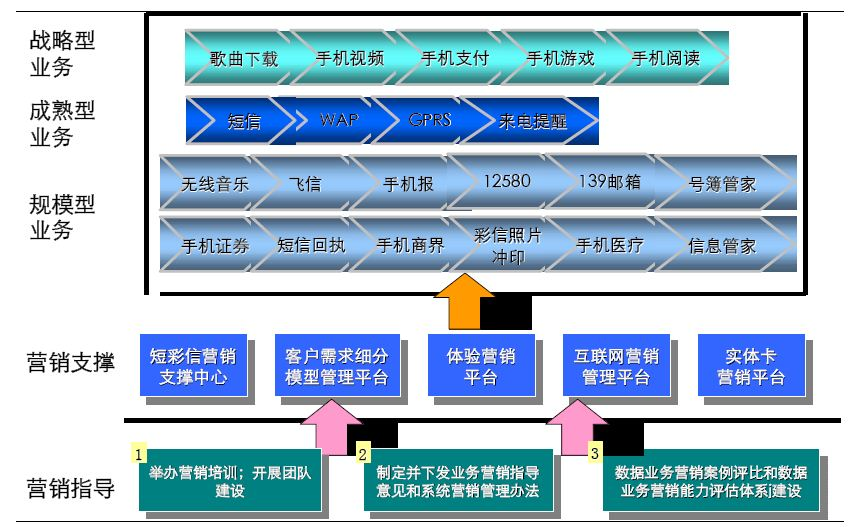 战略型
业务
歌曲下载 手机视频 手机支付 手机游戏 手机阅读
成熟型
业务
短信 WAP GPRS 来电提醒
规模型
业务
无线音乐 飞信 手机报 12580 139邮箱 号簿管家
手机证券 短信回执 手机商界 彩信照片
冲印 手机医疗 信息管家
营销支撑
短彩信营销
支撑中心
客户需求细分
模型管理平台
体验营销
平台
互联网营销
管理平台
实体卡
营销平台
营销指导
1
举办营销培训；开展团队
建设
2
制定并下发业务营销指导
意见和系统营销管理办法
3
数据业务营销案例评比和数据
业务营销能力评估体系j建设